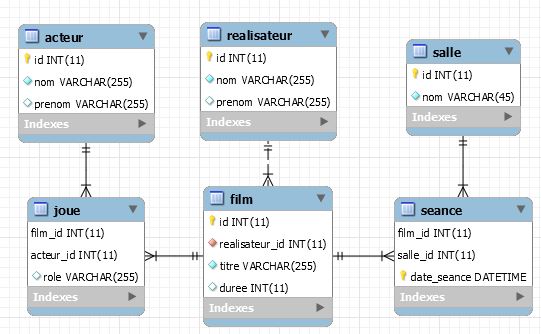 acteur
id INT(11)
nom VARCHAR(255)
prenom VARCHAR(255)
Indexes
realisateur
id INT(11)
nom VARCHAR(255)
prenom VARCHAR(255)
Indexes
salle
id INT(11)
nom VARCHAR(45)
Indexes
joue
film_id INT(11)
acteur_id INT(11)
role VARCHAR(255)
Indexes
film
id INT(11)
realisateur_id INT(11)
titre VARCHAR(255)
duree INT(11)
Indexes
seance
film_id INT(11)
salle_id INT(11)
date_seance DATETIME
Indexes